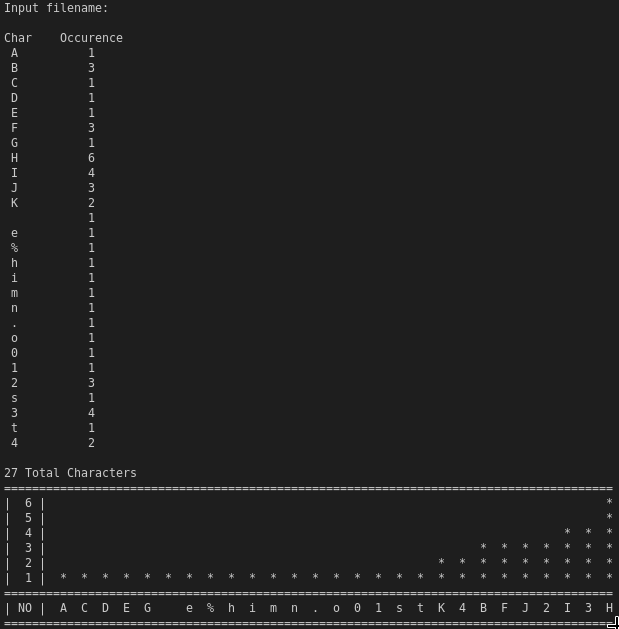 Input filename:
Char    Occurence
 A          1
 B          3
 C          1
 D          1
 E          1
 F          3
 G          1
 H          6
 I          4
 J          3
 K          2
            1
 e          1
 %          1
 h          1
 i          1
 m          1
 n          1
 .          1
 o          1
 0          1
 1          1
 2          3
 s          1
 3          4
 t          1
 4          2
27 Total Characters
=======================================================================================
|  6 |                                                                                *
|  5 |                                                                                *
|  4 |                                                                          *  *  *
|  3 |                                                              *  *  *  *  *  *  *
|  2 |                                                        *  *  *  *  *  *  *  *  *
|  1 |  *  *  *  *  *  *  *  *  *  *  *  *  *  *  *  *  *  *  *  *  *  *  *  *  *  *  *
=======================================================================================
| NO |  A  C  D  E  G     e  %  h  i  m  n  .  o  0  1  s  t  K  4  B  F  J  2  I  3  H
=======================================================================================